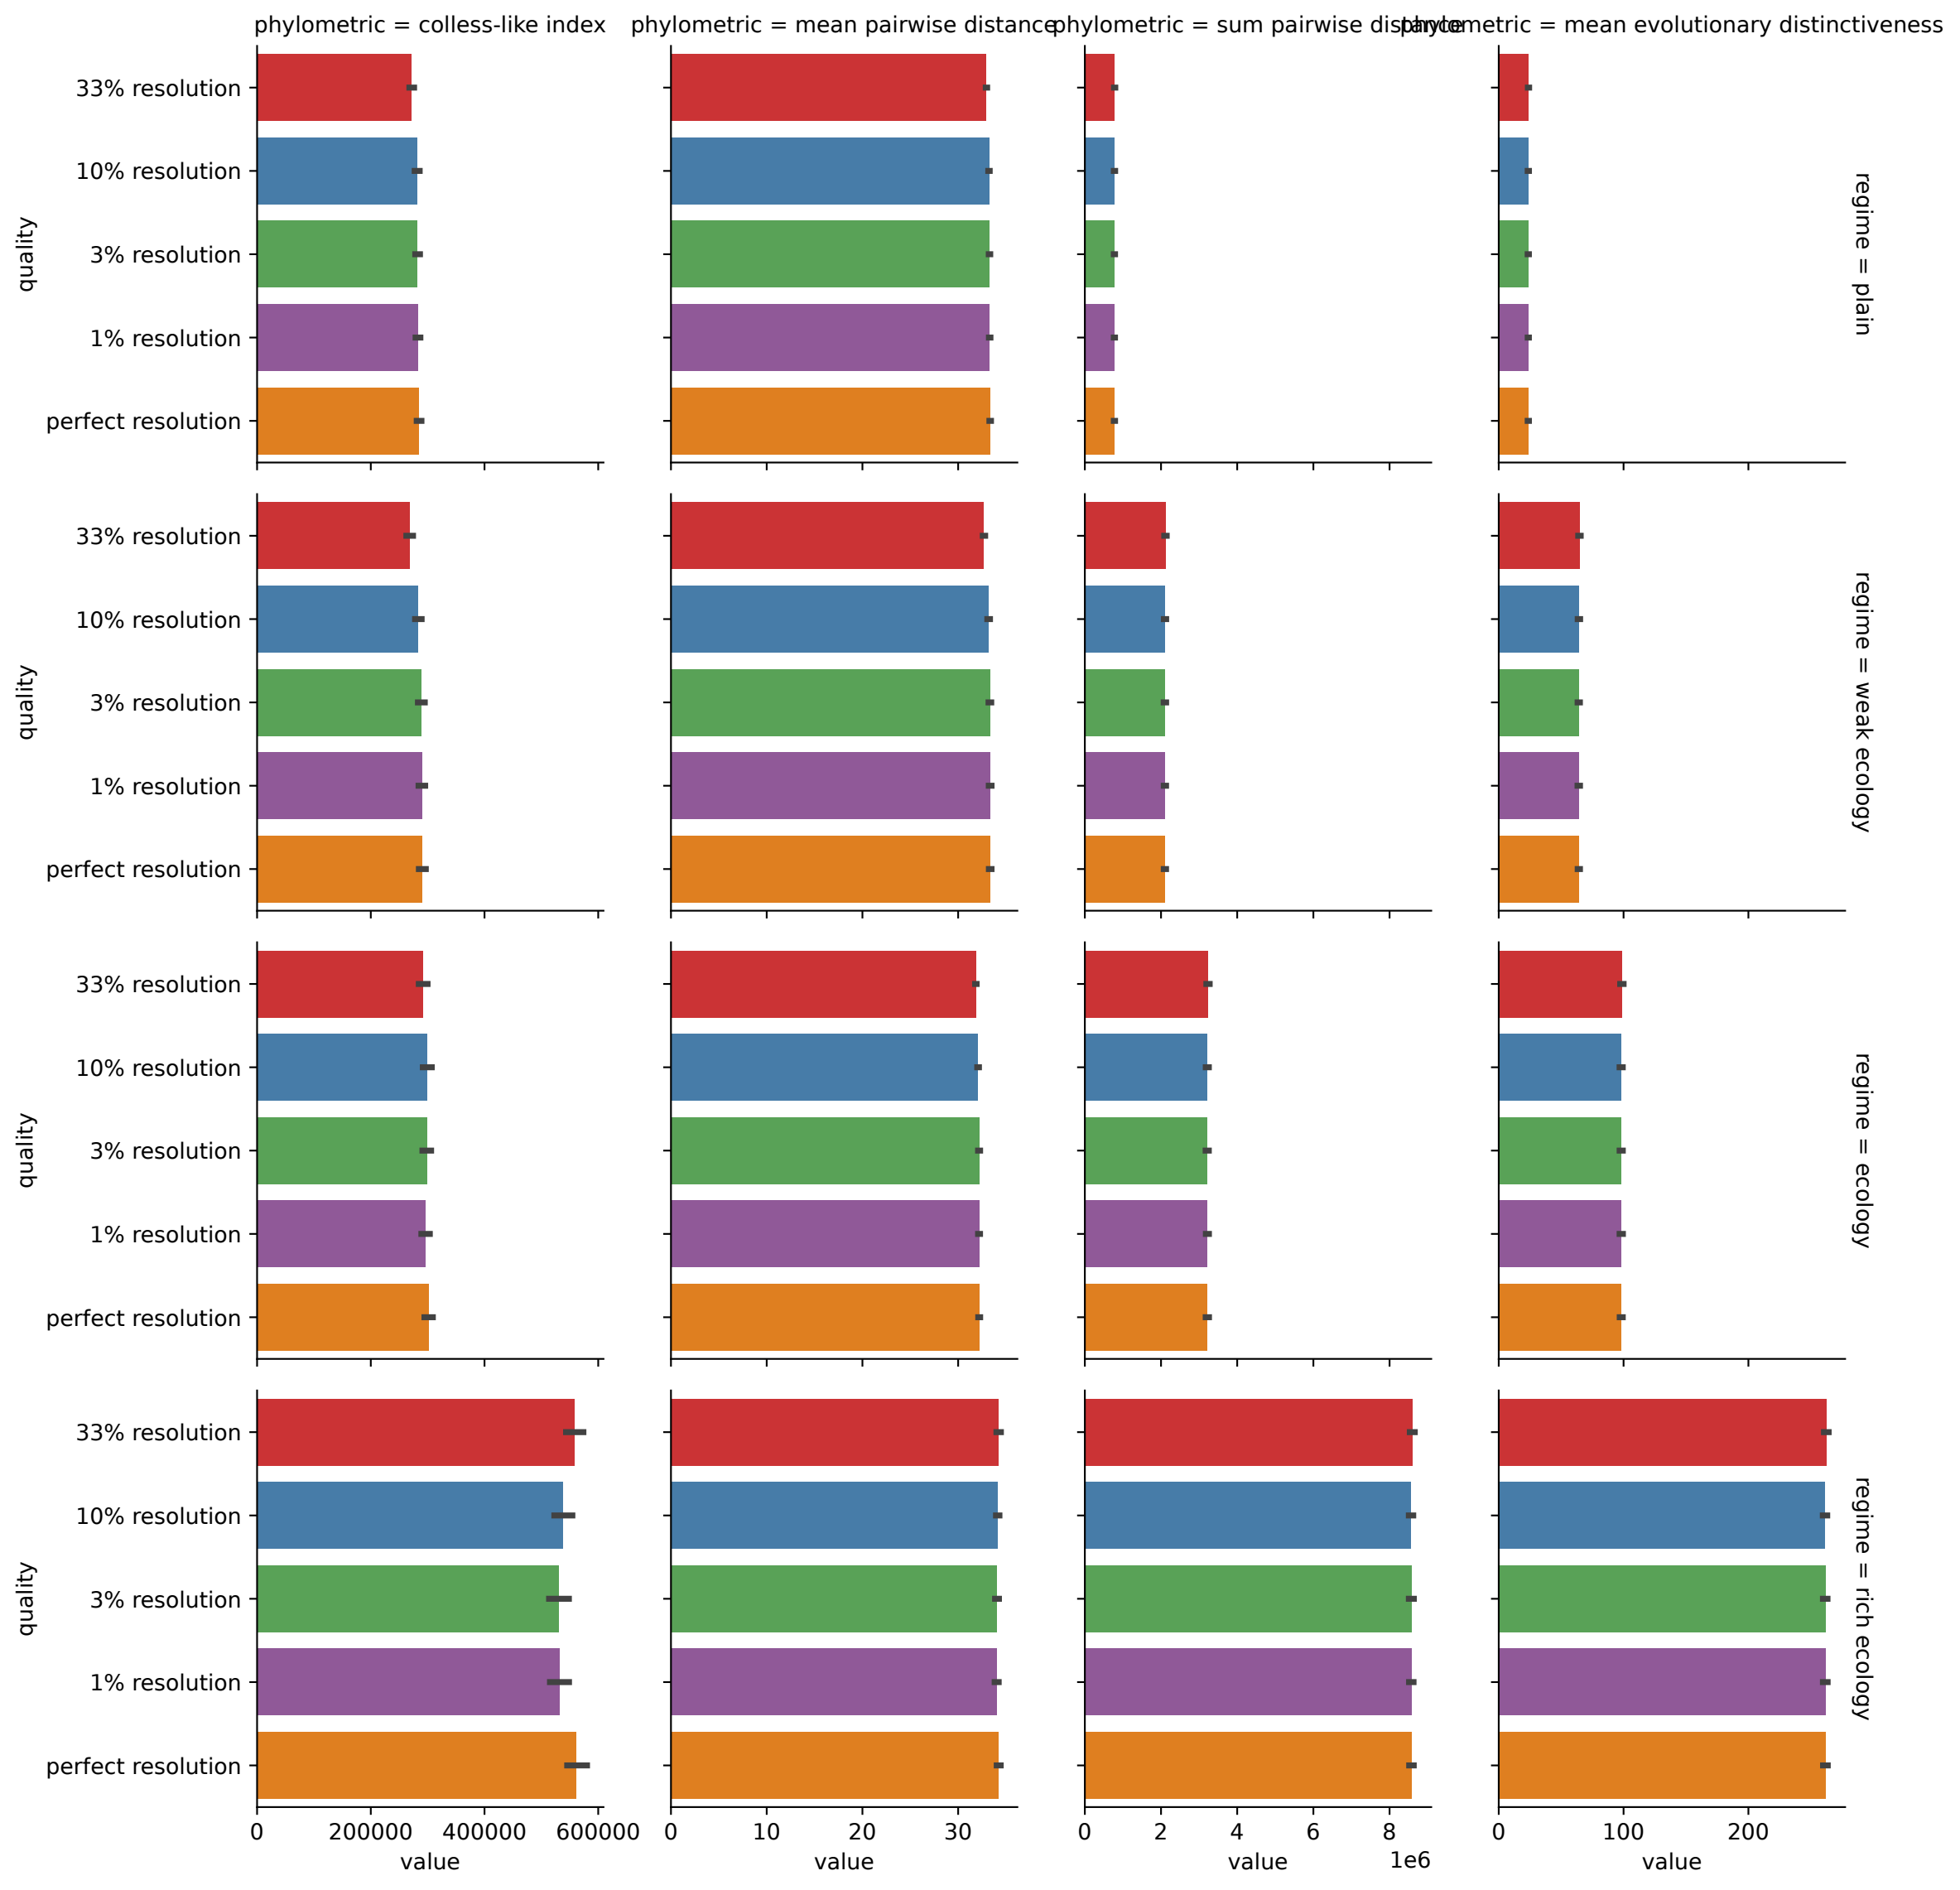 phylometric = colless-like index
phylometric = mean pairwise distance
phylometric = sum pairwise distance
phylometric = mean evolutionary distinctiveness
quality
33% resolution
10% resolution
3% resolution
1% resolution
perfect resolution
regime = plain
quality
33% resolution
10% resolution
3% resolution
1% resolution
perfect resolution
regime = weak ecology
quality
33% resolution
10% resolution
3% resolution
1% resolution
perfect resolution
regime = ecology
quality
33% resolution
10% resolution
3% resolution
1% resolution
perfect resolution
regime = rich ecology
0 200000 400000 600000
value
0 10 20 30
value
0 2 4 6 8
1e6
value
0 100 200
value